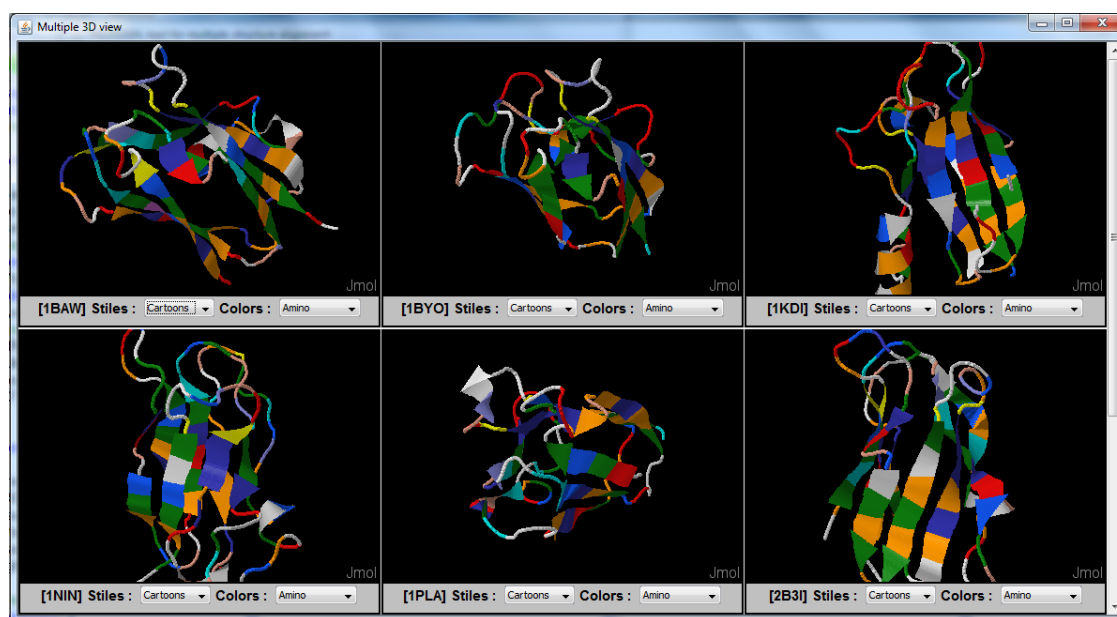 Multiple 3D view
Jmol
Jmol
Jmol
[1BAW] Stiles : Cartoons Colors : Amino
[1BYO] Stiles : Cartoons Colors : Amino
[1KDI] Stiles : Cartoons Colors : Amino
Jmol
Jmol
Jmol
[1NIN] Stiles : Cartoons Colors : Amino
[1PLA] Stiles : Cartoons Colors : Amino
[2B3I] Stiles : Cartoons Colors : Amino